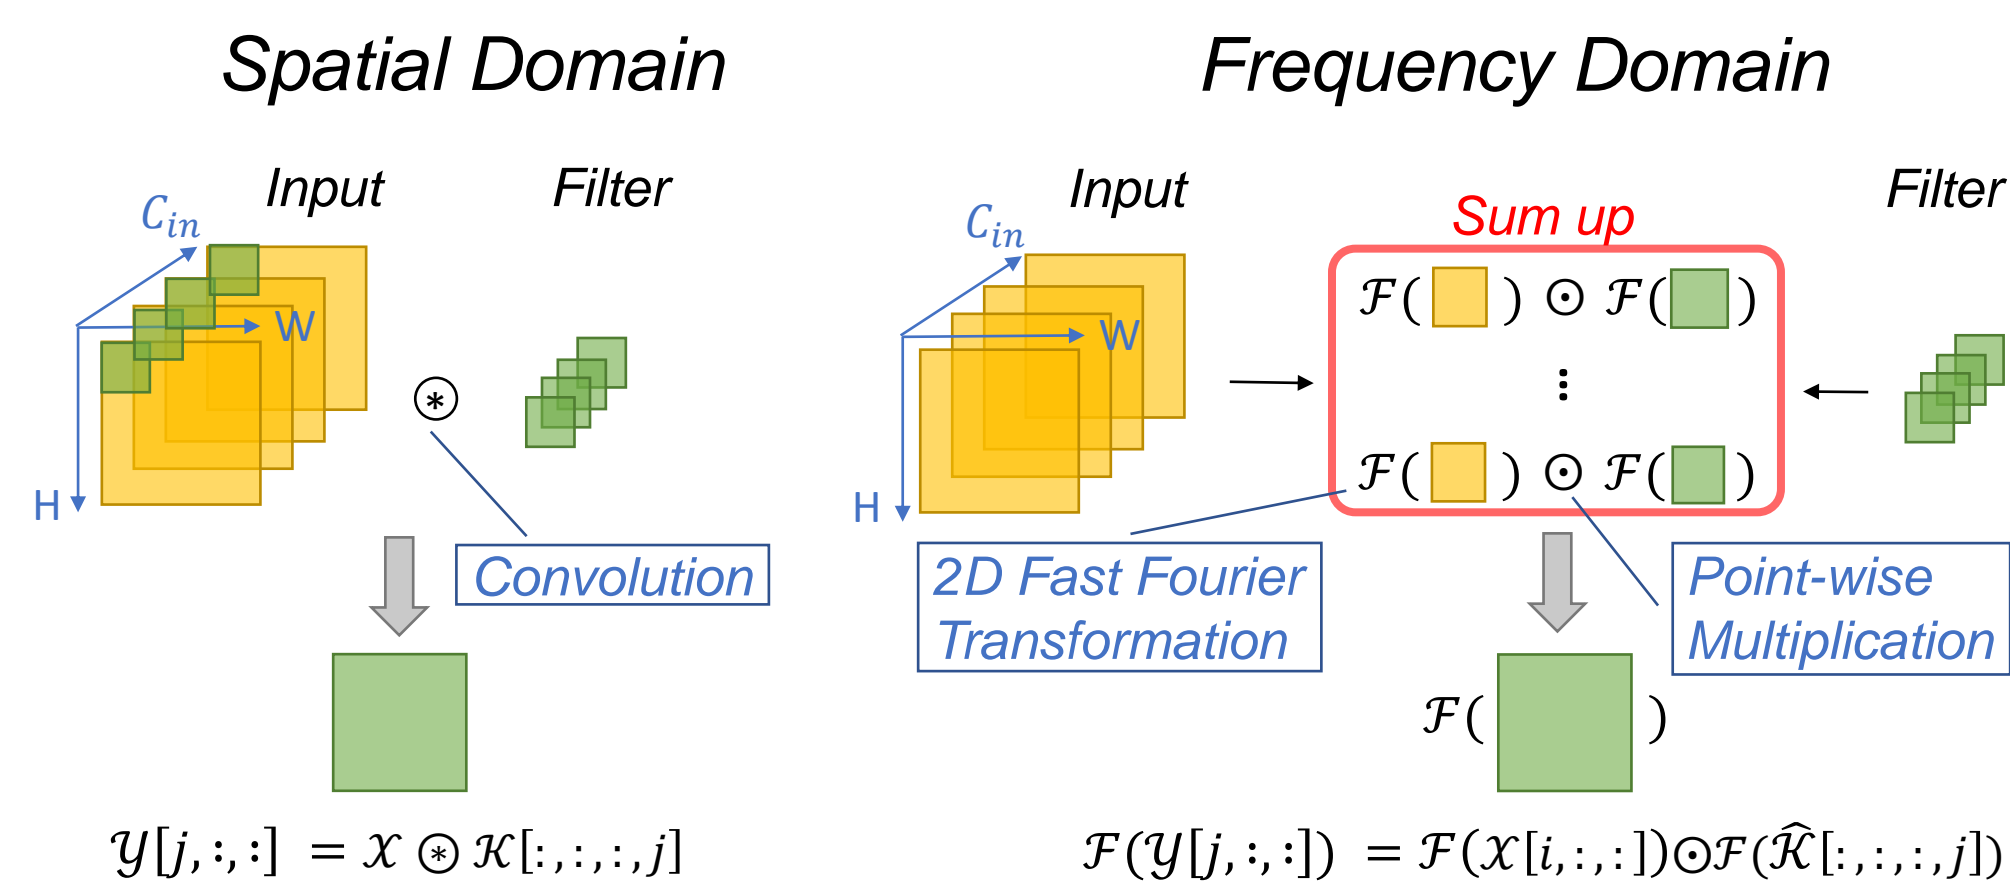 Spatial Domain
Input
Filter
C_in
W
H
⊛
Convolution
𝒴[j, :, :] = 𝒳 ⊛ 𝒦[:, :, :, j]
Frequency Domain
Input
Sum up
Filter
C_in
W
H
ℱ( ) ⊙ ℱ( )
⋮
ℱ( ) ⊙ ℱ( )
2D Fast Fourier
Transformation
Point-wise
Multiplication
ℱ( )
ℱ(𝒴[j, :, :]) = ℱ(𝒳[i, :, :])⊙ℱ(𝒦̂[:, :, :, j])